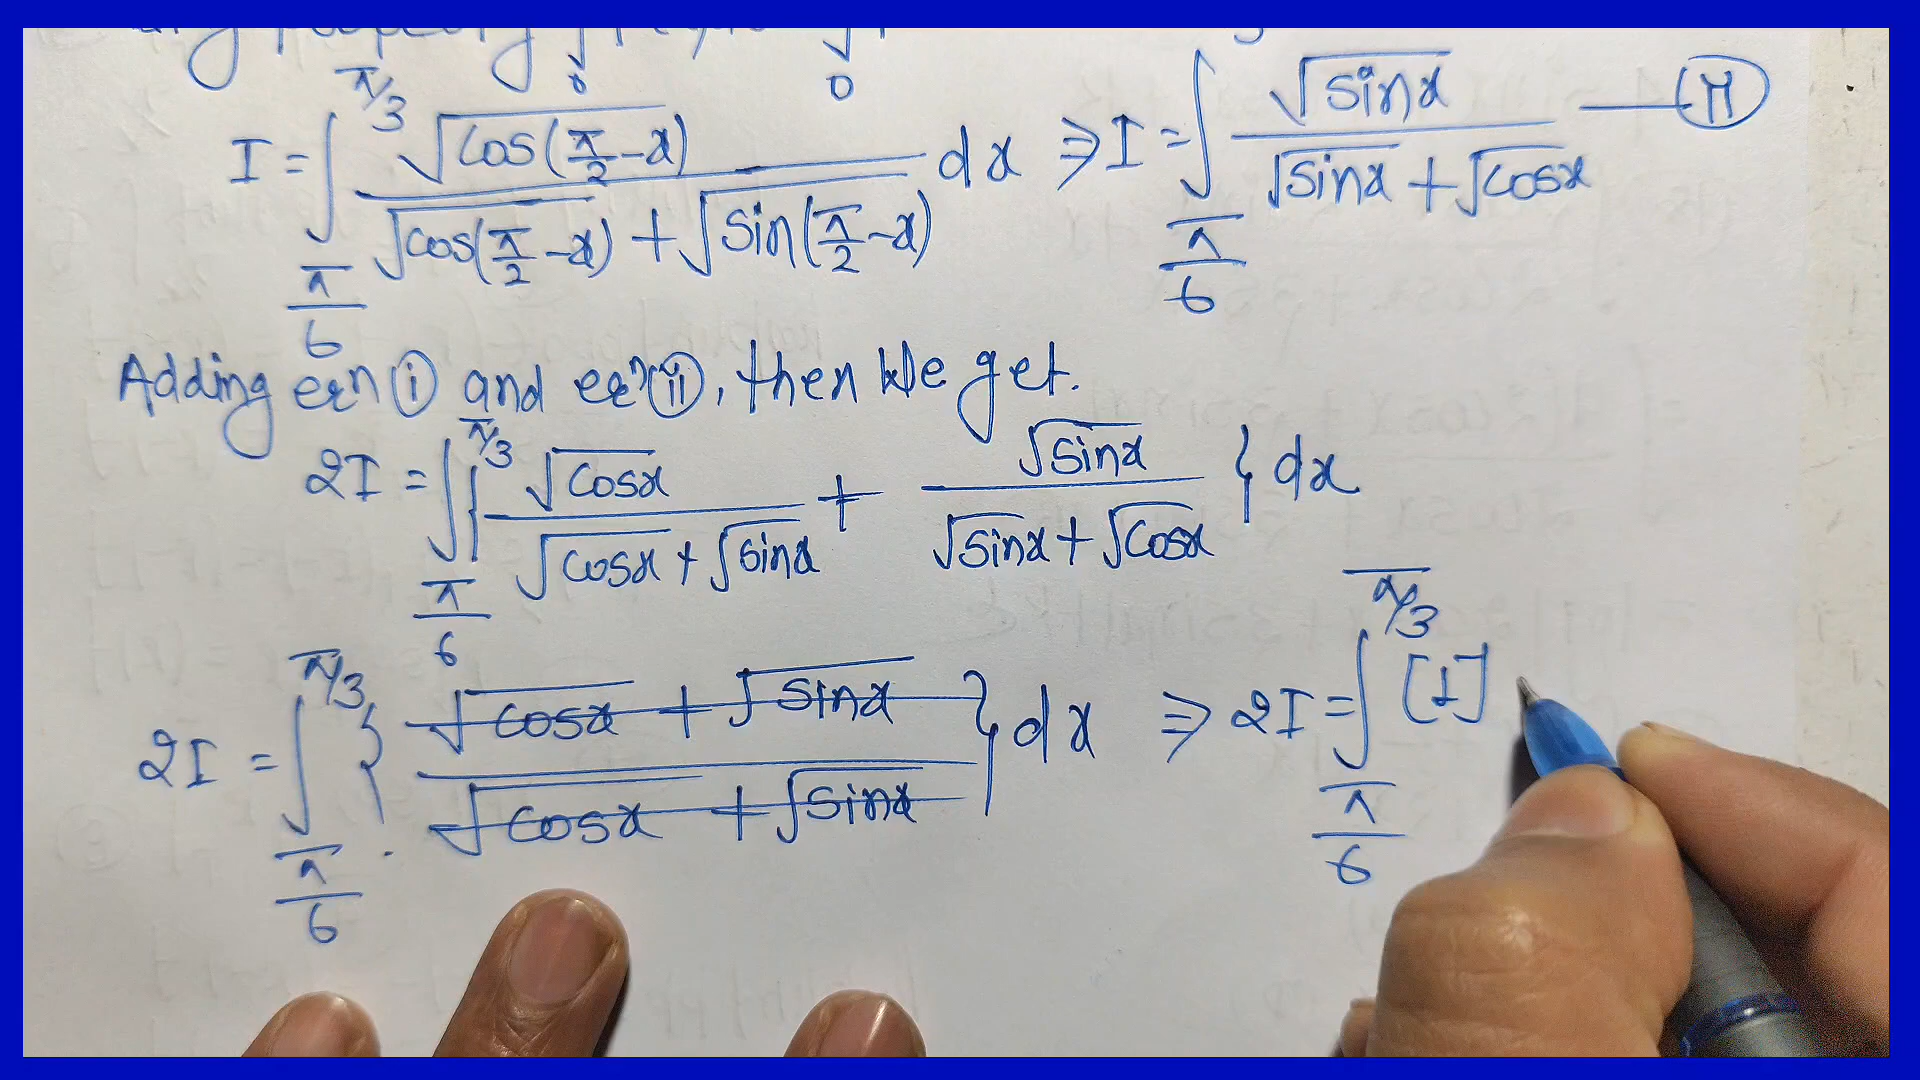 0 0
I = ∫_{π/6}^{π/3} √cos(π/2 - x) / (√cos(π/2 - x) + √sin(π/2 - x)) dx ⇒ I = ∫_{π/6} √sinx / (√sinx + √cosx) — (II)
Adding eqn (i) and eqn (ii), then we get.
2I = ∫_{π/6}^{π/3} { √cosx / (√cosx + √sinx) + √sinx / (√sinx + √cosx) } dx
2I = ∫_{π/6}^{π/3} { (√cosx + √sinx) / (√cosx + √sinx) } dx ⇒ 2I = ∫_{π/6}^{π/3} [1]